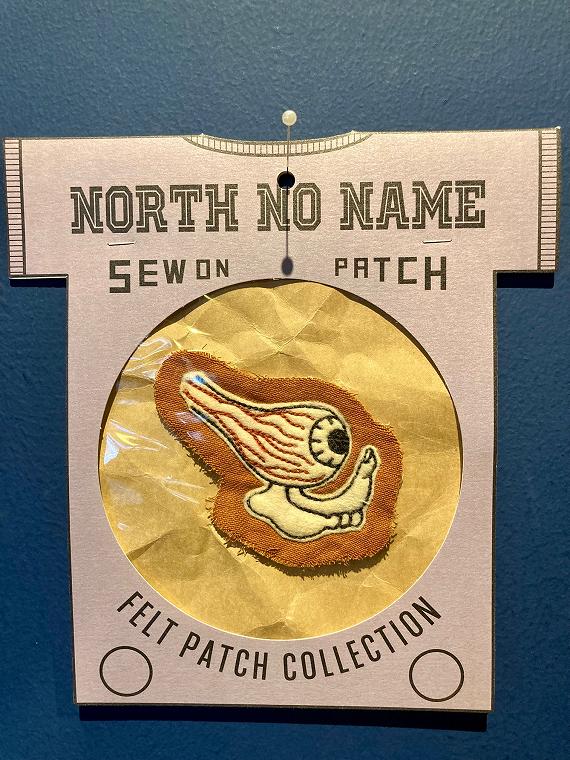 NORTH NO NAME
SEW ON PATCH
FELT PATCH COLLECTION